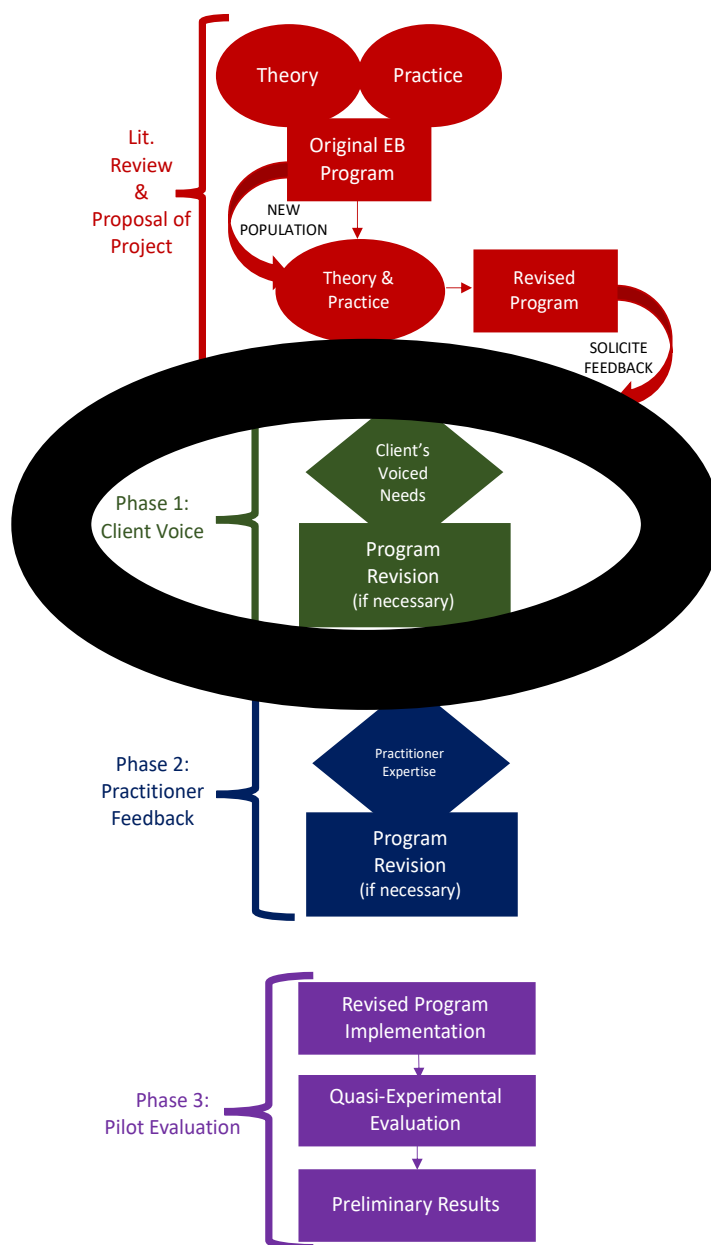 Theory
Practice
Lit.
Review
&
Proposal of
Project
Original EB
Program
NEW
POPULATION
Theory &
Practice
Revised
Program
SOLICITE
FEEDBACK
Phase 1:
Client Voice
Client's
Voiced
Needs
Program
Revision
(if necessary)
Phase 2:
Practitioner
Feedback
Practitioner
Expertise
Program
Revision
(if necessary)
Phase 3:
Pilot Evaluation
Revised Program
Implementation
Quasi-Experimental
Evaluation
Preliminary Results